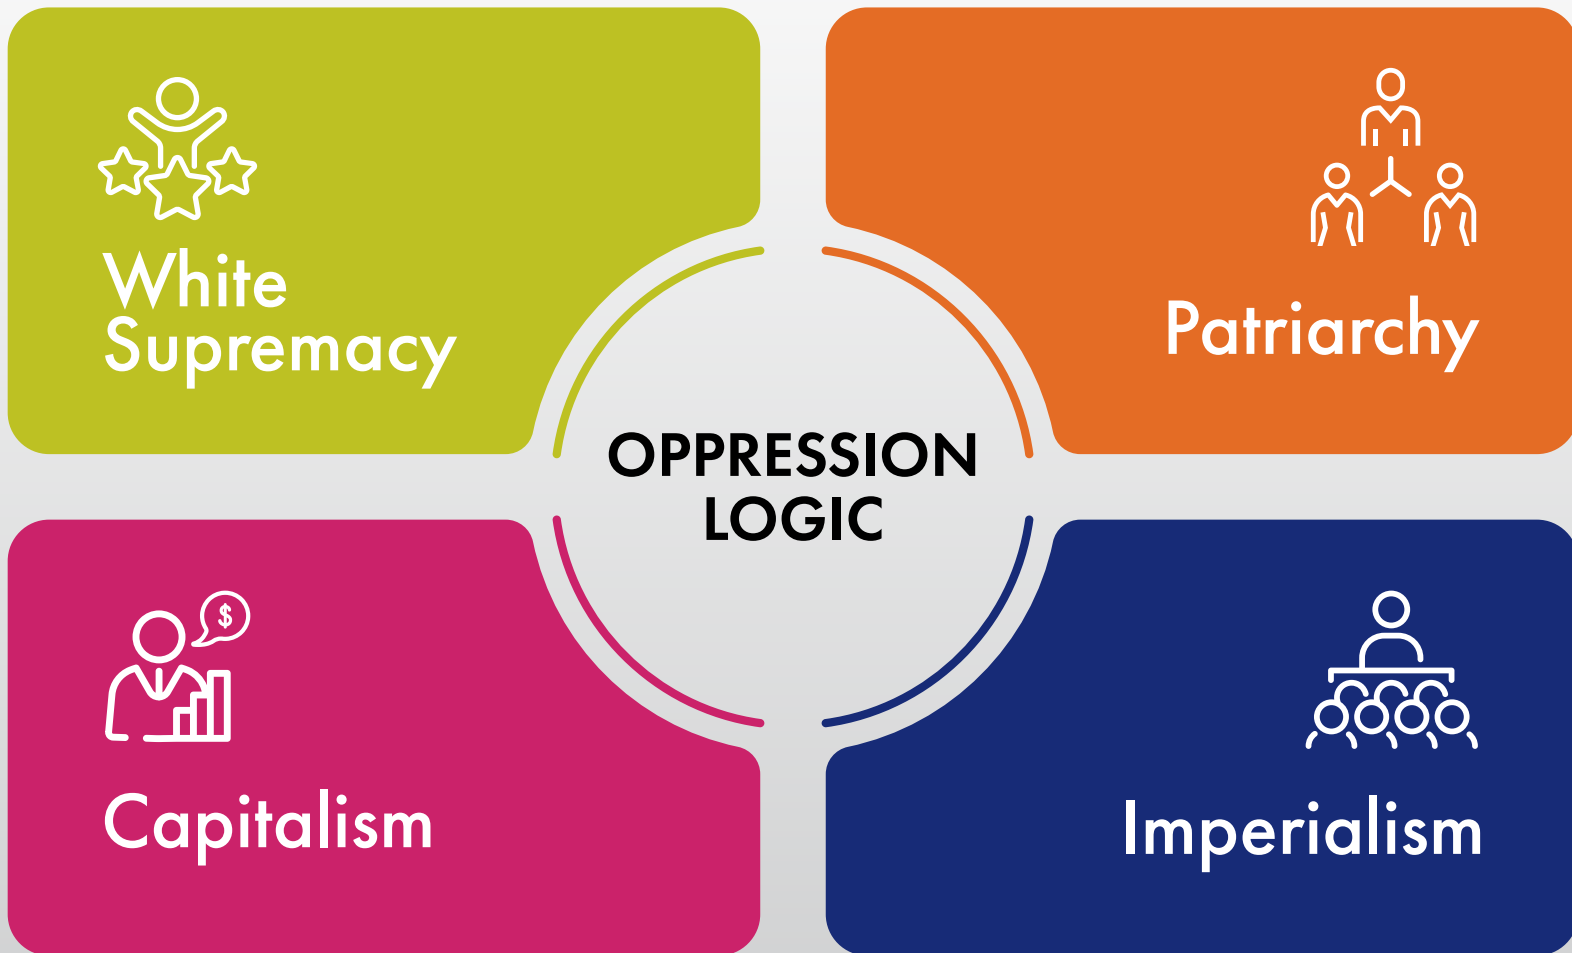 White
Supremacy
Patriarchy
OPPRESSION
LOGIC
$
Capitalism
Imperialism